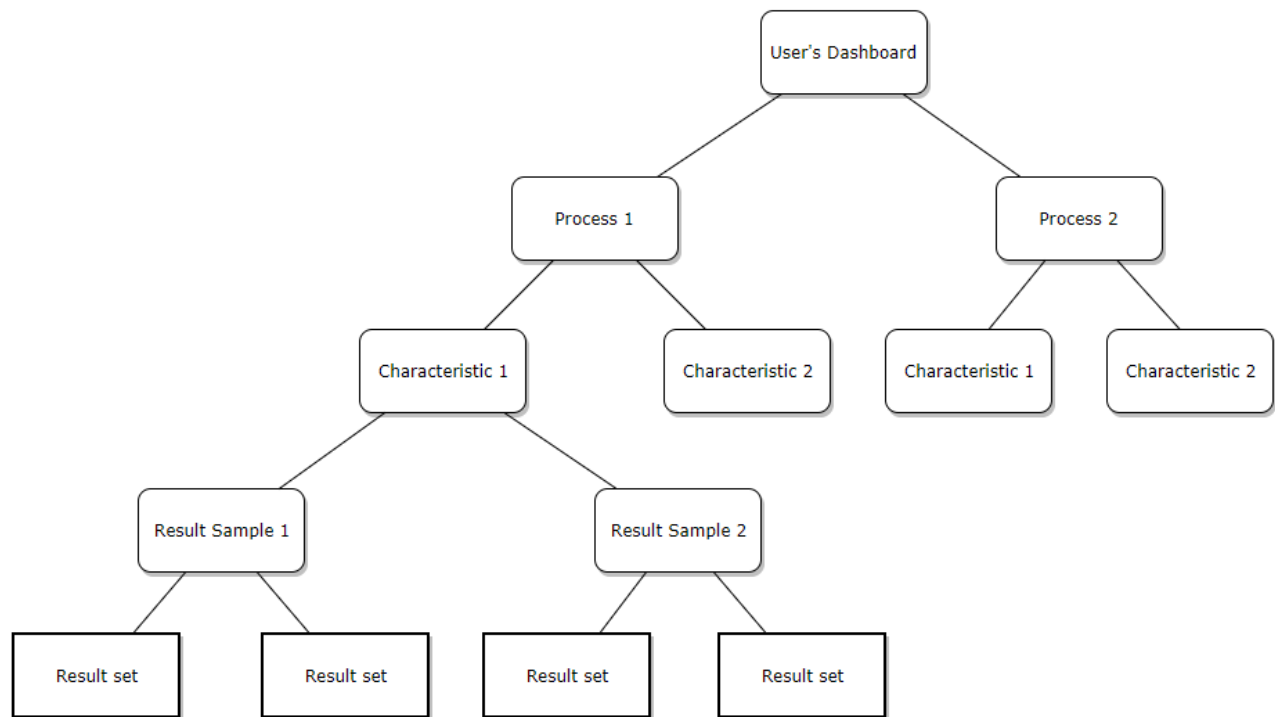 User's Dashboard
Process 1
Process 2
Characteristic 1
Characteristic 2
Characteristic 1
Characteristic 2
Result Sample 1
Result Sample 2
Result set
Result set
Result set
Result set